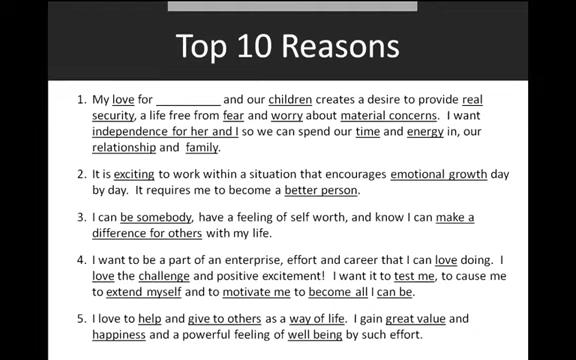 Top 10 Reasons
1. My love for __________ and our children creates a desire to provide real
security, a life free from fear and worry about material concerns. I want
independence for her and I so we can spend our time and energy in, our
relationship and family.
2. It is exciting to work within a situation that encourages emotional growth day
by day. It requires me to become a better person.
3. I can be somebody, have a feeling of self worth, and know I can make a
difference for others with my life.
4. I want to be a part of an enterprise, effort and career that I can love doing. I
love the challenge and positive excitement! I want it to test me, to cause me
to extend myself and to motivate me to become all I can be.
5. I love to help and give to others as a way of life. I gain great value and
happiness and a powerful feeling of well being by such effort.